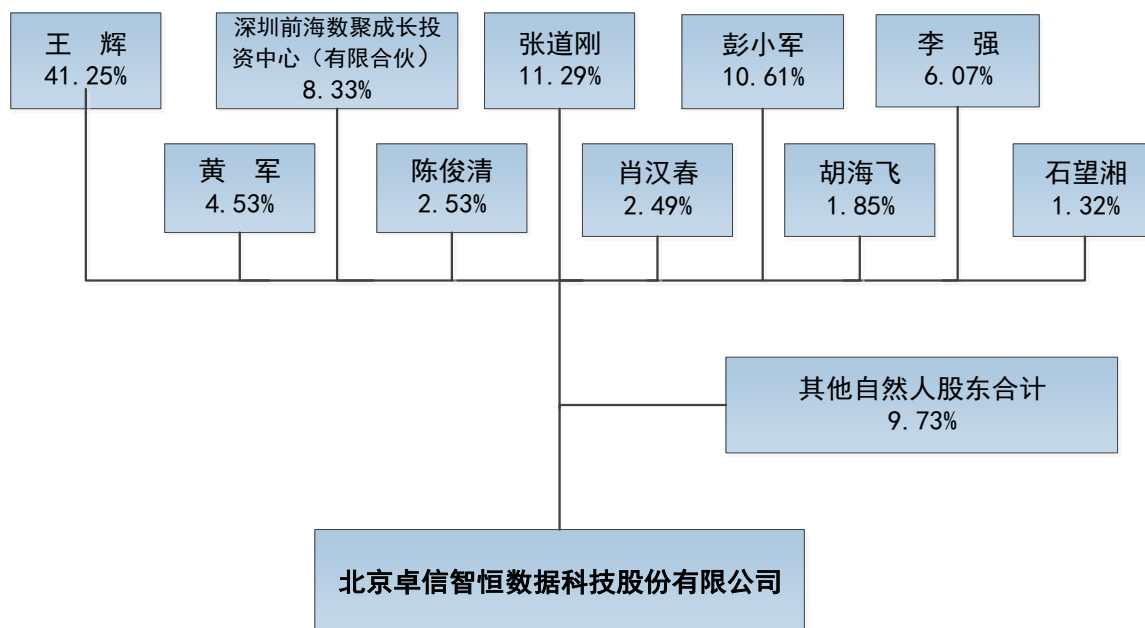 王　辉
41.25%
深圳前海数聚成长投
资中心（有限合伙）
8.33%
张道刚
11.29%
彭小军
10.61%
李　强
6.07%
黄　军
4.53%
陈俊清
2.53%
肖汉春
2.49%
胡海飞
1.85%
石望湘
1.32%
其他自然人股东合计
9.73%
北京卓信智恒数据科技股份有限公司